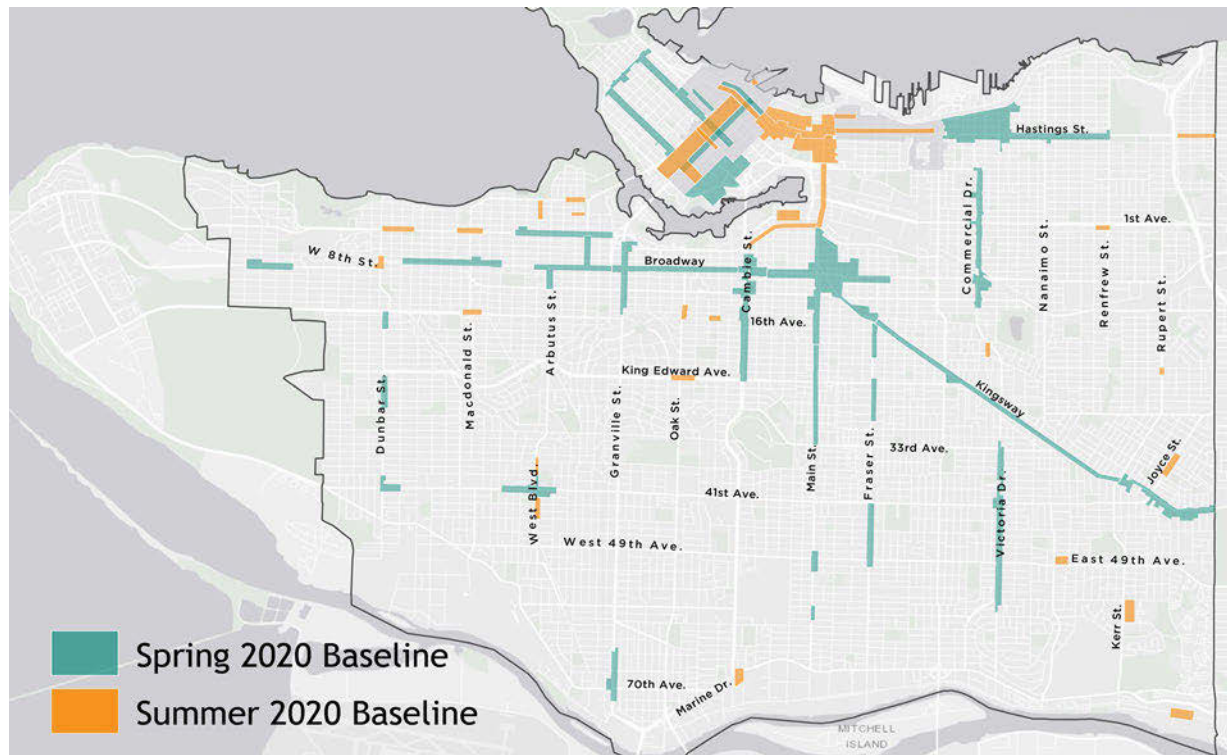 Hastings St.
Commercial Dr.
1st Ave.
Nanaimo St.
Renfrew St.
Rupert St.
W 8th St.
Broadway
Cambie St.
Arbutus St.
Macdonald St.
16th Ave.
King Edward Ave.
Kingsway
Dunbar St.
Granville St.
Oak St.
Main St.
Fraser St.
33rd Ave.
Joyce St.
West Blvd.
41st Ave.
Victoria Dr.
West 49th Ave.
East 49th Ave.
Kerr St.
Spring 2020 Baseline
70th Ave.
Marine Dr.
Summer 2020 Baseline
MITCHELL
ISLAND